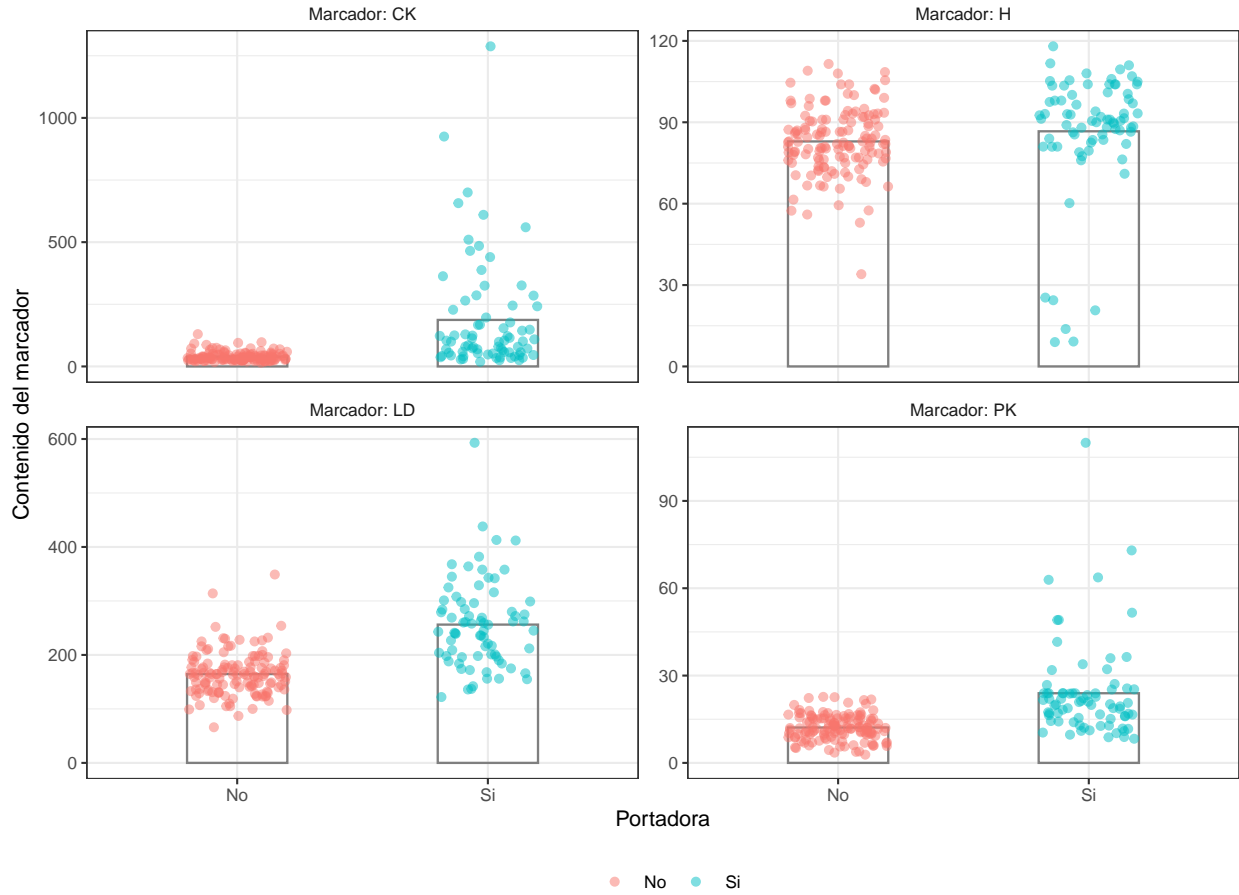 Marcador: CK
Marcador: H
1000
500
0
120
90
60
30
0
Marcador: LD
Marcador: PK
600
400
200
0
90
60
30
0
No
Si
No
Si
Contenido del marcador
Portadora
No
Si